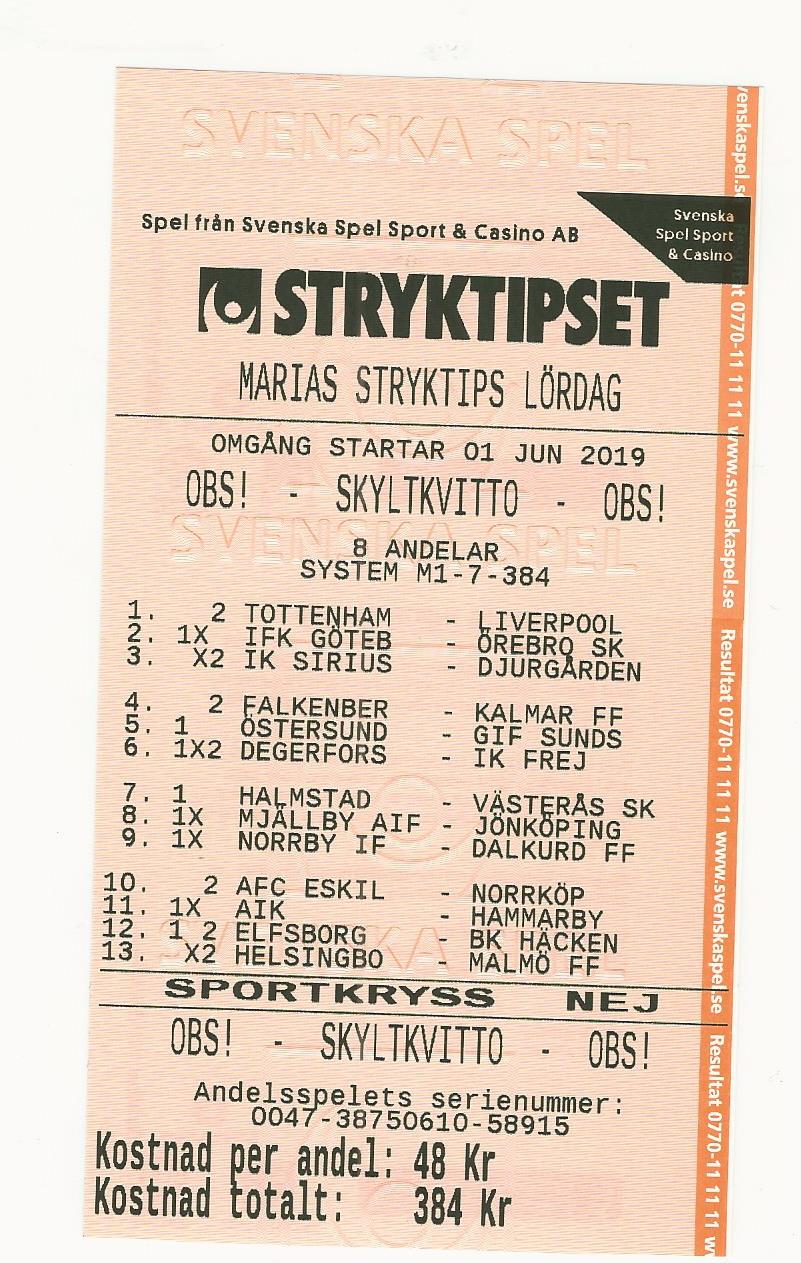 SVENSKA SPEL
Spel från Svenska Spel Sport & Casino AB
Svenska
Spel Sport
& Casino
STRYKTIPSET
MARIAS STRYKTIPS LÖRDAG
OMGÅNG STARTAR 01 JUN 2019
OBS! - SKYLTKVITTO - OBS!
SVENSKA SPEL
8 ANDELAR
SYSTEM M1-7-384
1. 2 TOTTENHAM - LIVERPOOL
2. 1X IFK GÖTEB - ÖREBRO SK
3. X2 IK SIRIUS - DJURGÅRDEN
4. 2 FALKENBER - KALMAR FF
5. 1 ÖSTERSUND - GIF SUNDS
6. 1X2 DEGERFORS - IK FREJ
7. 1 HALMSTAD - VÄSTERÅS SK
8. 1X MJÄLLBY AIF - JÖNKÖPING
9. 1X NORRBY IF - DALKURD FF
10. 2 AFC ESKIL - NORRKÖP
11. 1X AIK - HAMMARBY
12. 1 2 ELFSBORG - BK HÄCKEN
13. X2 HELSINGBO - MALMÖ FF
SVENSKA SPEL
SPORTKRYSS NEJ
OBS! - SKYLTKVITTO - OBS!
Andelsspelets serienummer:
0047-38750610-58915
Kostnad per andel: 48 Kr
Kostnad totalt: 384 Kr
venskaspel.se Resultat 0770-11 11 11 www.svenskaspel.se Resultat 0770-11 11 11 www.svenskaspel.se Resultat 0770-11 11 11 w